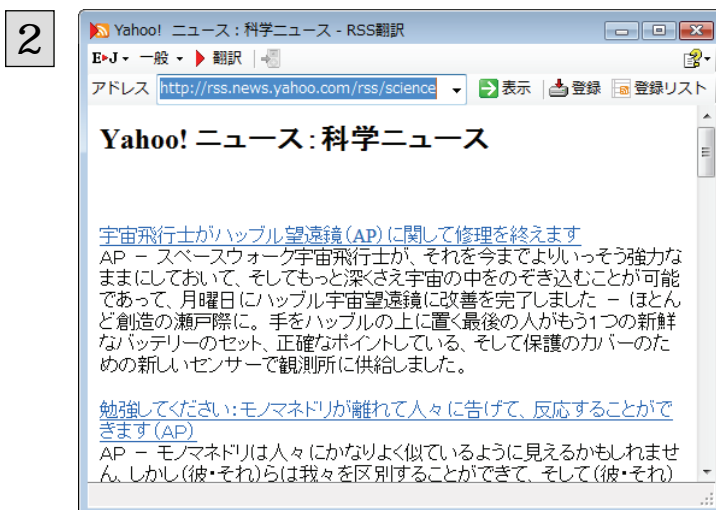 2
Yahoo! ニュース : 科学ニュース - RSS翻訳
E▸J 一般 翻訳
アドレス http://rss.news.yahoo.com/rss/science 表示 登録 登録リスト
Yahoo! ニュース : 科学ニュース
宇宙飛行士がハッブル望遠鏡(AP)に関して修理を終えます
AP － スペースウォーク宇宙飛行士が、それを今までよりいっそう強力な
ままにしておいて、そしてもっと深くさえ宇宙の中をのぞき込むことが可能
であって、月曜日にハッブル宇宙望遠鏡に改善を完了しました － ほとん
ど創造の瀬戸際に。手をハッブルの上に置く最後の人がもう1つの新鮮
なバッテリーのセット、正確なポイントしている、そして保護のカバーのた
めの新しいセンサーで観測所に供給しました。
勉強してください：モノマネドリが離れて人々に告げて、反応することがで
きます(AP)
AP － モノマネドリは人々にかなりよく似ているように見えるかもしれませ
ん、しかし(彼・それ)らは我々を区別することができて、そして(彼・それ)